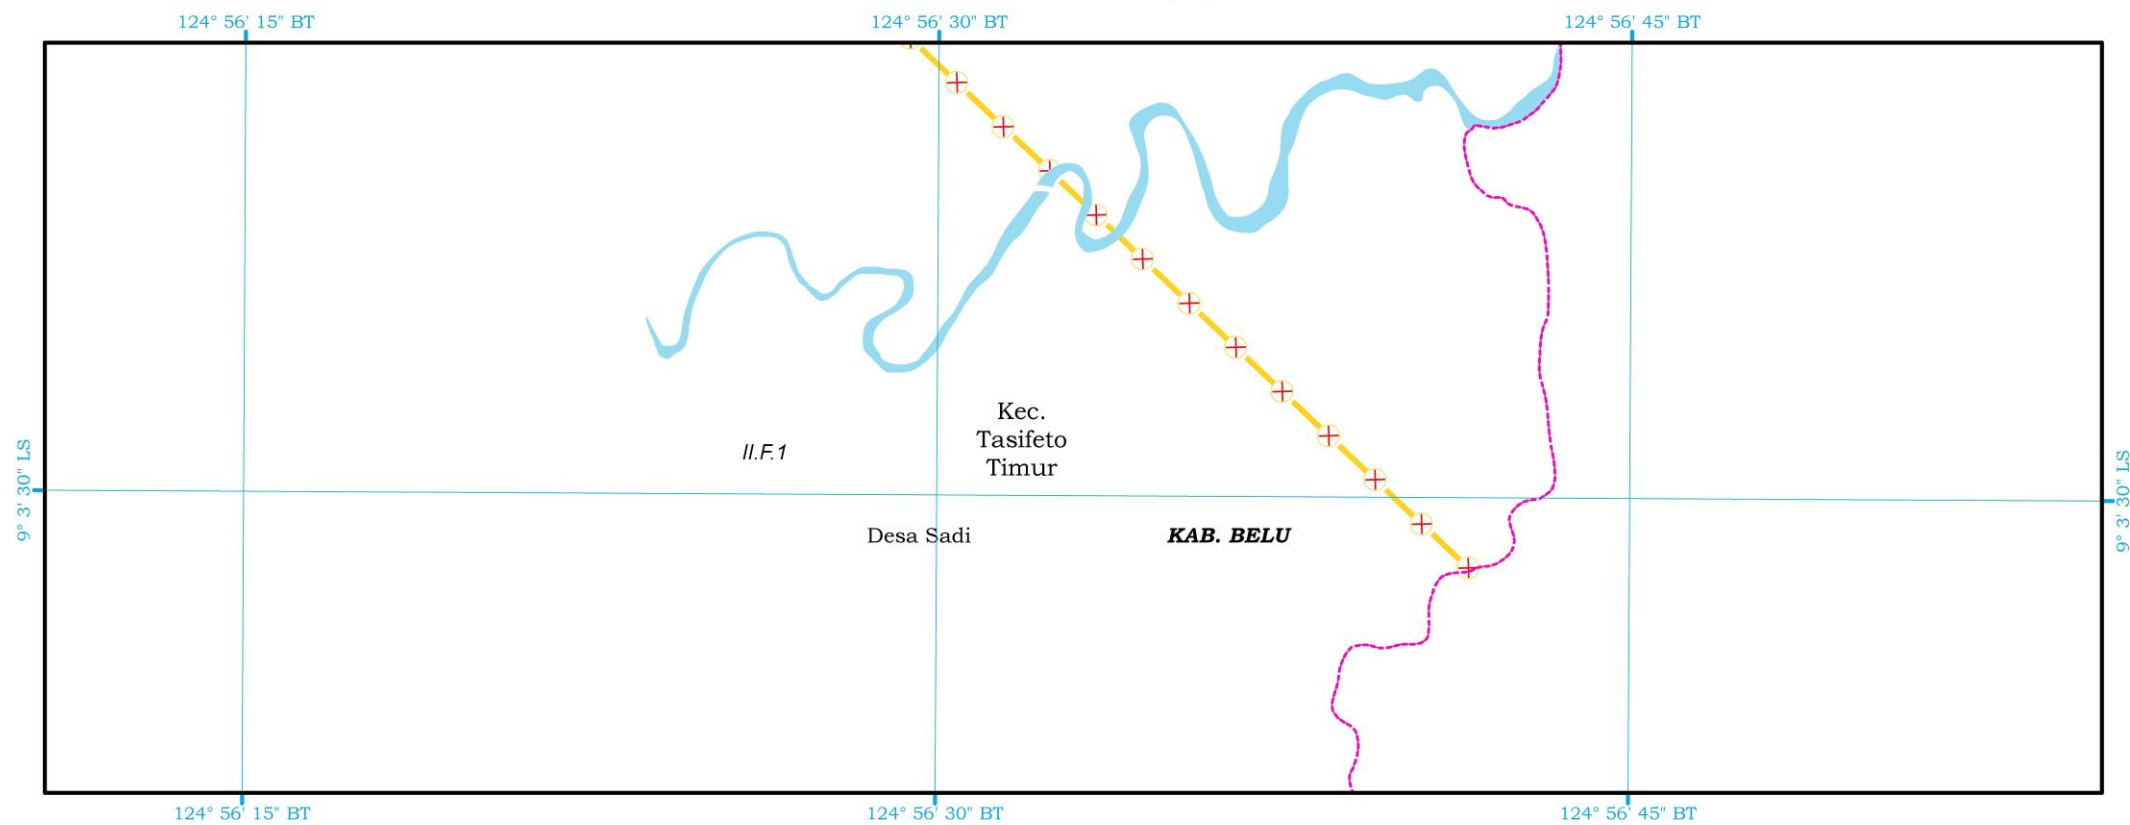 124° 56' 15" BT
124° 56' 30" BT
124° 56' 45" BT
Kec.
Tasifeto
Timur
II.F.1
9° 3' 30" LS
9° 3' 30" LS
Desa Sadi
KAB. BELU
124° 56' 15" BT
124° 56' 30" BT
124° 56' 45" BT